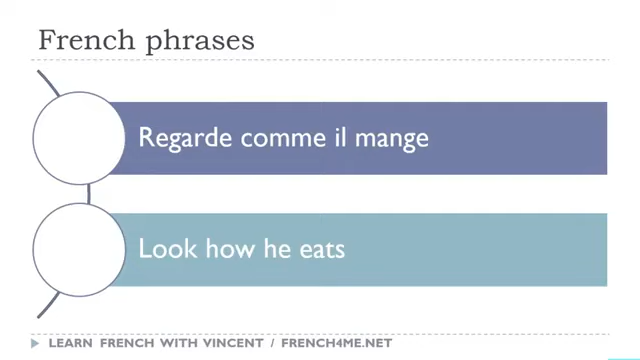 French phrases
Regarde comme il mange
Look how he eats
LEARN FRENCH WITH VINCENT / FRENCH4ME.NET